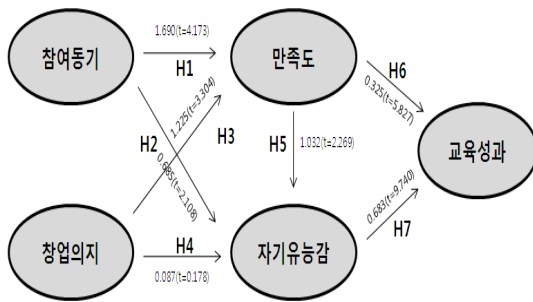 1.690(t=4.173)
참여동기
H1
만족도
H6
0.325(t=5.827)
1.225(t=3.304)
H2
H3
H5
1.032(t=2.269)
교육성과
0.685(t=2.108)
0.683(t=9.740)
H7
창업의지
H4
자기유능감
0.087(t=0.178)